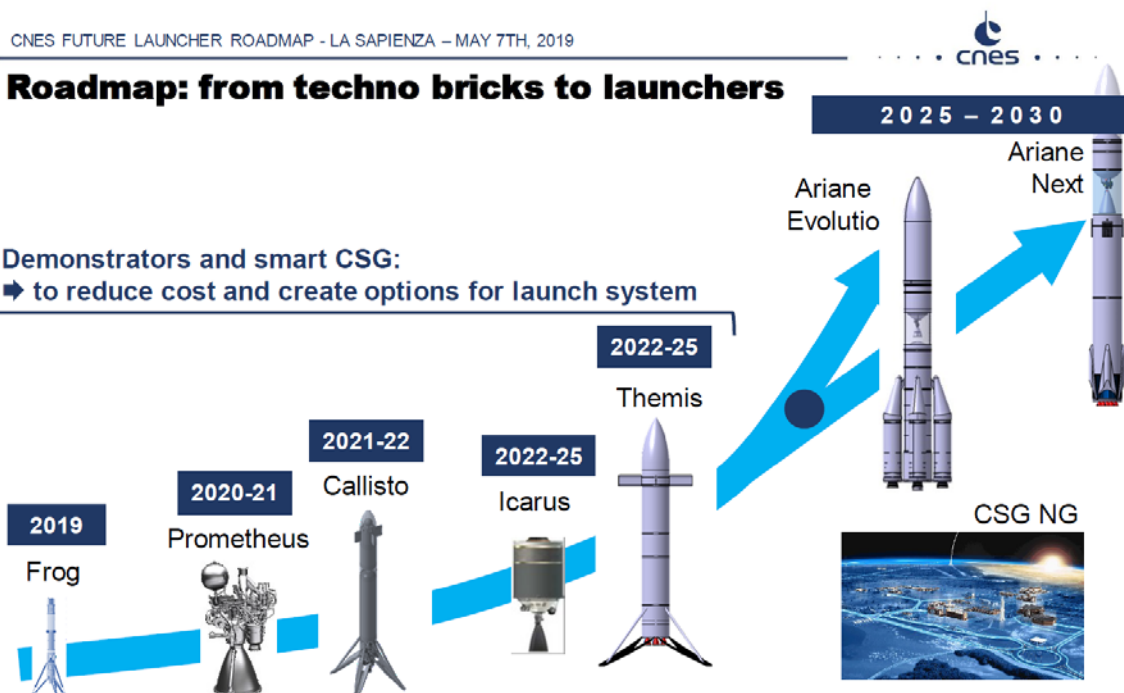 CNES FUTURE LAUNCHER ROADMAP - LA SAPIENZA – MAY 7TH, 2019
cnes
Roadmap: from techno bricks to launchers
2025 – 2030
Ariane
Next
Ariane
Evolutio
Demonstrators and smart CSG:
➡ to reduce cost and create options for launch system
2022-25
Themis
2021-22
Callisto
2022-25
Icarus
2020-21
Prometheus
2019
Frog
CSG NG